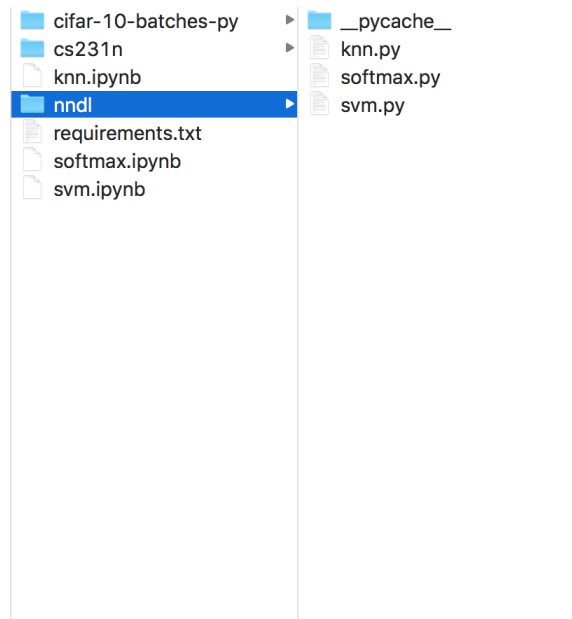 cifar-10-batches-py
cs231n
knn.ipynb
nndl
requirements.txt
softmax.ipynb
svm.ipynb
__pycache__
knn.py
softmax.py
svm.py